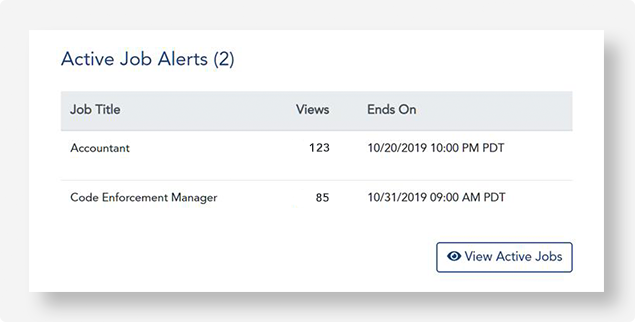 Active Job Alerts (2)
Job Title Views Ends On
Accountant 123 10/20/2019 10:00 PM PDT
Code Enforcement Manager 85 10/31/2019 09:00 AM PDT
View Active Jobs